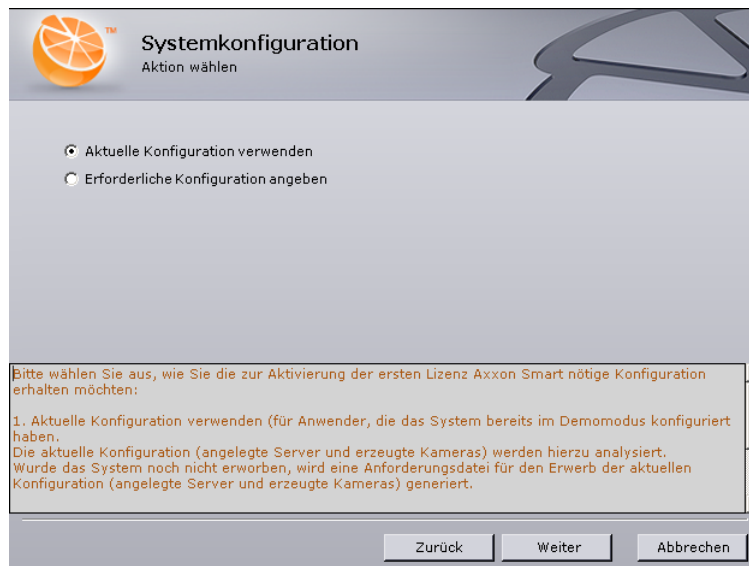 TM
Systemkonfiguration
Aktion wählen
Aktuelle Konfiguration verwenden
Erforderliche Konfiguration angeben
Bitte wählen Sie aus, wie Sie die zur Aktivierung der ersten Lizenz Axxon Smart nötige Konfiguration
erhalten möchten:
1. Aktuelle Konfiguration verwenden (für Anwender, die das System bereits im Demomodus konfiguriert
haben.
Die aktuelle Konfiguration (angelegte Server und erzeugte Kameras) werden hierzu analysiert.
Wurde das System noch nicht erworben, wird eine Anforderungsdatei für den Erwerb der aktuellen
Konfiguration (angelegte Server und erzeugte Kameras) generiert.
Zurück
Weiter
Abbrechen